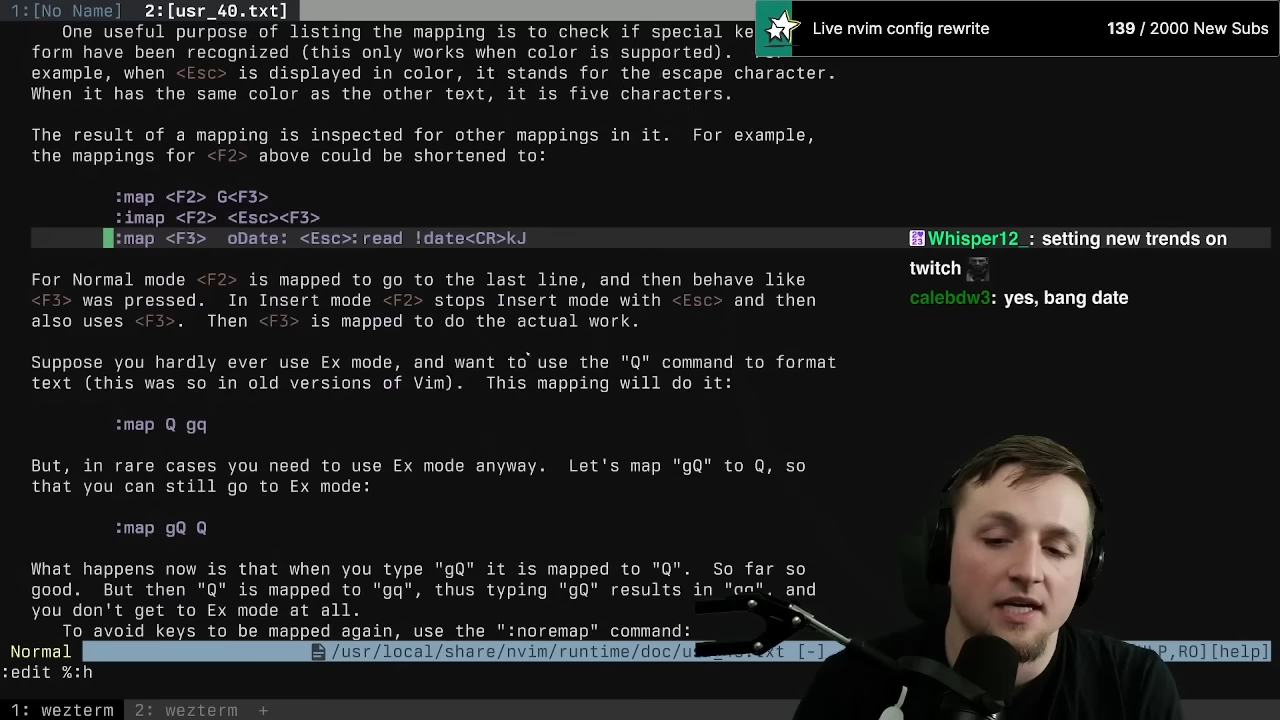 1:[No Name]  2:[usr_40.txt]
Live nvim config rewrite
139 / 2000 New Subs
One useful purpose of listing the mapping is to check if special ke
form have been recognized (this only works when color is supported).
example, when <Esc> is displayed in color, it stands for the escape character.
When it has the same color as the other text, it is five characters.
The result of a mapping is inspected for other mappings in it.  For example,
the mappings for <F2> above could be shortened to:
:map <F2> G<F3>
:imap <F2> <Esc><F3>
:map <F3>  oDate: <Esc>:read !date<CR>kJ
Whisper12_: setting new trends on
twitch
calebdw3: yes, bang date
For Normal mode <F2> is mapped to go to the last line, and then behave like
<F3> was pressed.  In Insert mode <F2> stops Insert mode with <Esc> and then
also uses <F3>.  Then <F3> is mapped to do the actual work.
Suppose you hardly ever use Ex mode, and want to use the "Q" command to format
text (this was so in old versions of Vim).  This mapping will do it:
:map Q gq
But, in rare cases you need to use Ex mode anyway.  Let's map "gQ" to Q, so
that you can still go to Ex mode:
:map gQ Q
What happens now is that when you type "gQ" it is mapped to "Q".  So far so
good.  But then "Q" is mapped to "gq", thus typing "gQ" results in "gq", and
you don't get to Ex mode at all.
To avoid keys to be mapped again, use the ":noremap" command:
Normal /usr/local/share/nvim/runtime/doc/us txt [-] P,RO][help]
:edit %:h
1: wezterm  2: wezterm  +